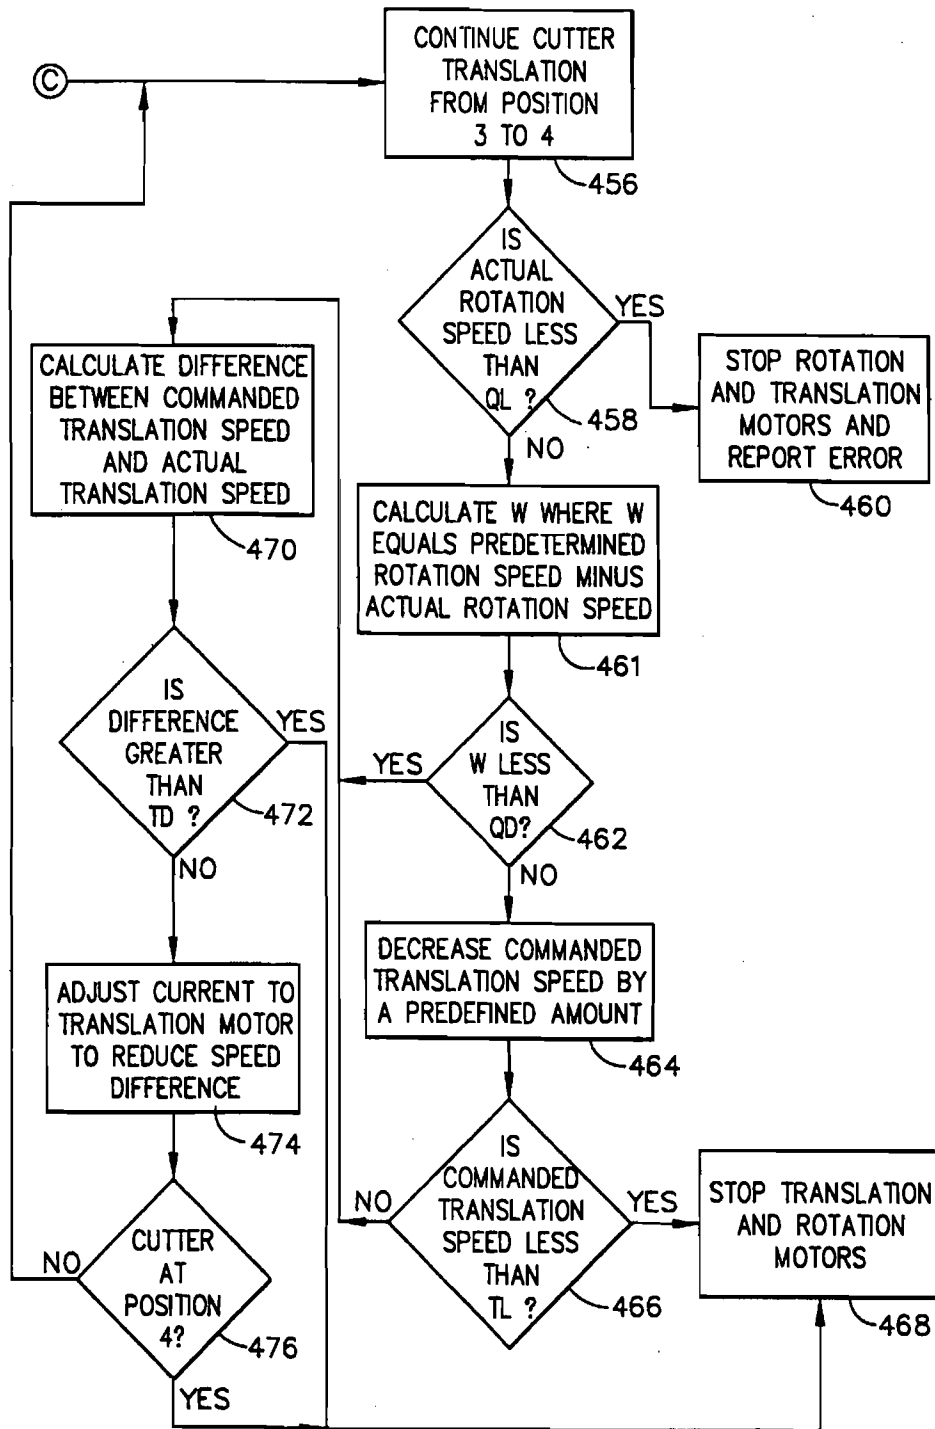 C
CONTINUE CUTTER
TRANSLATION
FROM POSITION
3 TO 4
456
IS
ACTUAL
ROTATION
SPEED LESS
THAN
QL ?
458
YES
NO
STOP ROTATION
AND TRANSLATION
MOTORS AND
REPORT ERROR
460
CALCULATE W WHERE W
EQUALS PREDETERMINED
ROTATION SPEED MINUS
ACTUAL ROTATION SPEED
461
IS
W LESS
THAN
QD?
462
YES
NO
DECREASE COMMANDED
TRANSLATION SPEED BY
A PREDEFINED AMOUNT
464
IS
COMMANDED
TRANSLATION
SPEED LESS
THAN
TL ?
466
NO
YES
STOP TRANSLATION
AND ROTATION
MOTORS
468
CALCULATE DIFFERENCE
BETWEEN COMMANDED
TRANSLATION SPEED
AND ACTUAL
TRANSLATION SPEED
470
IS
DIFFERENCE
GREATER
THAN
TD ?
472
YES
NO
ADJUST CURRENT TO
TRANSLATION MOTOR
TO REDUCE SPEED
DIFFERENCE
474
CUTTER
AT
POSITION
4?
476
NO
YES